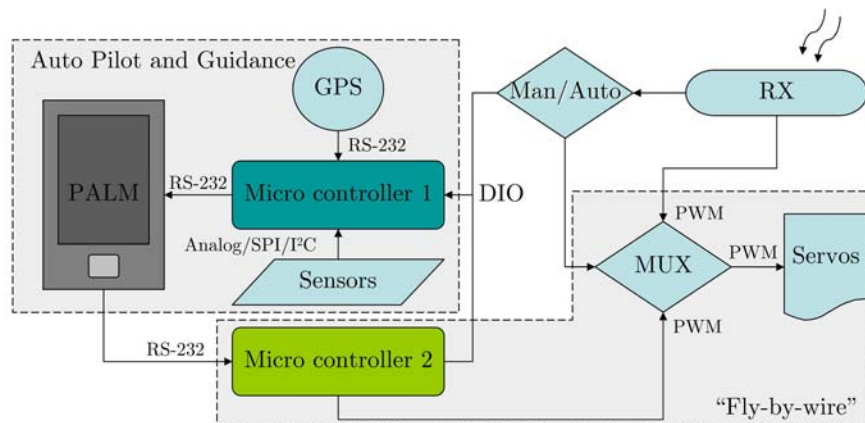 Auto Pilot and Guidance
GPS
Man/Auto
RX
RS-232
PALM
RS-232
Micro controller 1
DIO
PWM
Analog/SPI/I²C
Sensors
MUX
PWM
Servos
PWM
RS-232
Micro controller 2
“Fly-by-wire”